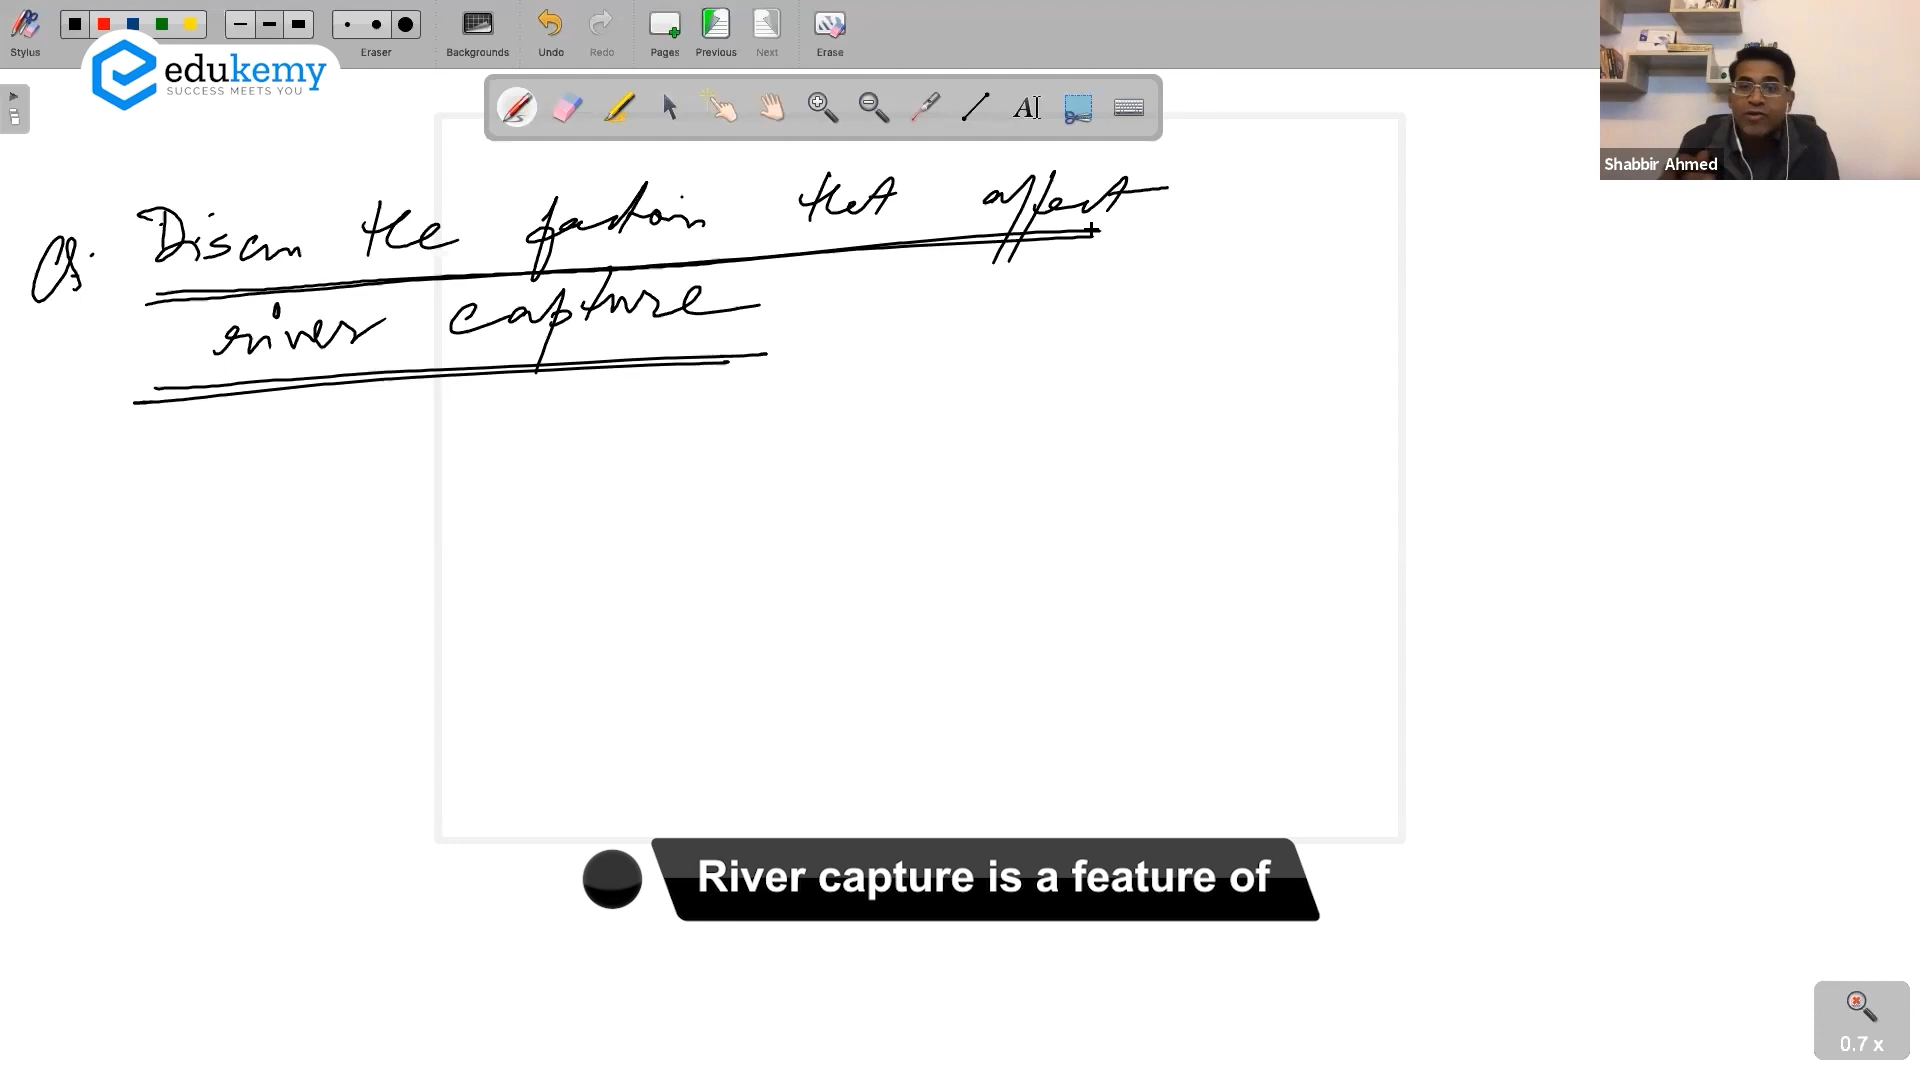 Stylus
Eraser
Backgrounds
Undo
Redo
Pages
Previous
Next
Erase
edukemy
SUCCESS MEETS YOU
Shabbir Ahmed
Q. Discuss the factors that affect
river capture
River capture is a feature of
0.7 x